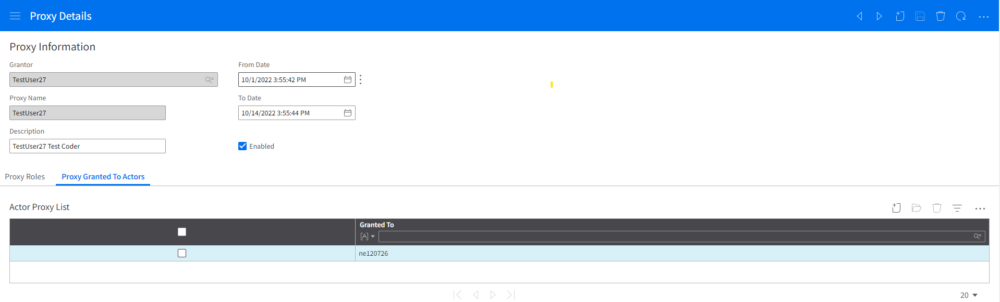 Proxy Details
Proxy Information
Grantor
From Date
TestUser27
10/1/2022 3:55:42 PM
Proxy Name
To Date
TestUser27
10/14/2022 3:55:44 PM
Description
TestUser27 Test Coder
Enabled
Proxy Roles
Proxy Granted To Actors
Actor Proxy List
Granted To
[A]
ne120726
20